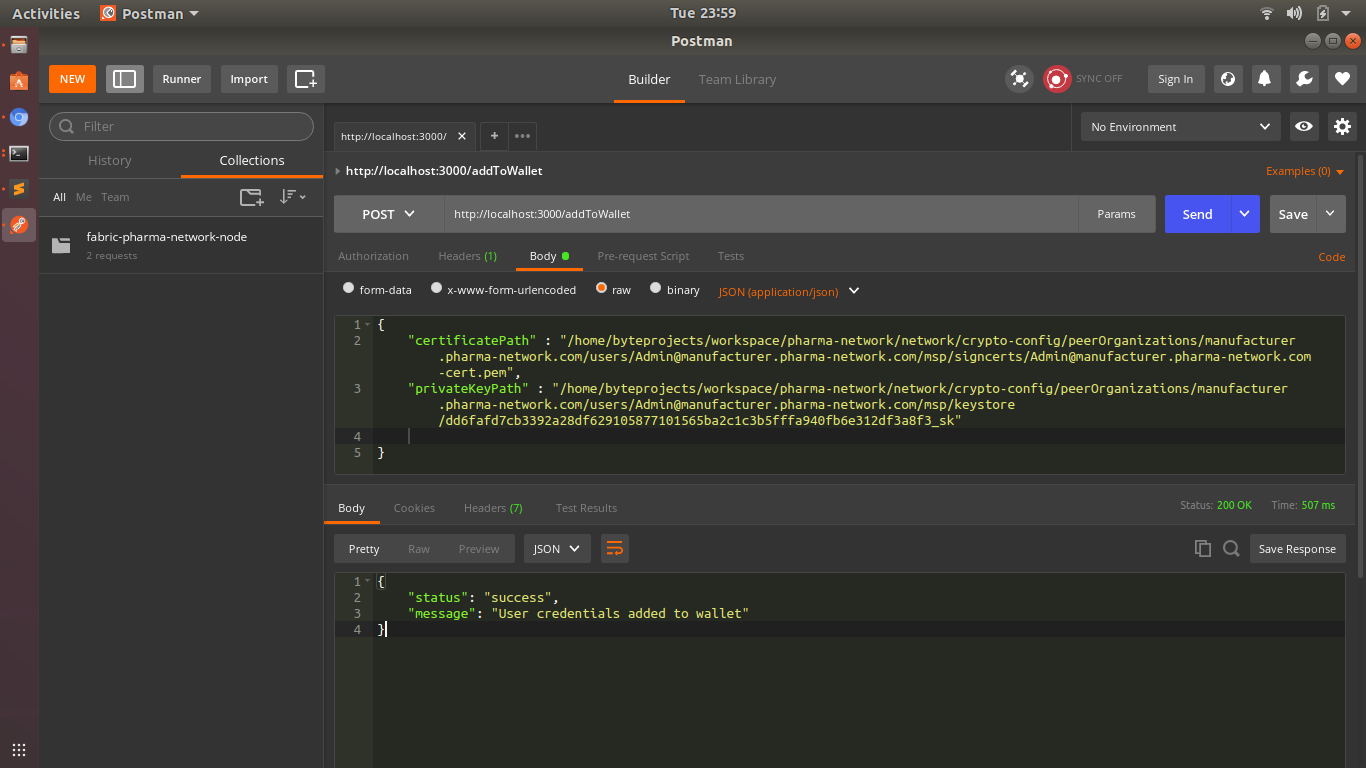 Activities
Postman
Tue 23:59
Postman
NEW
Runner
Import
Builder
Team Library
SYNC OFF
Sign In
Filter
History
Collections
All Me Team
fabric-pharma-network-node
2 requests
http://localhost:3000/
No Environment
http://localhost:3000/addToWallet
Examples (0)
POST
http://localhost:3000/addToWallet
Params
Send
Save
Authorization
Headers (1)
Body
Pre-request Script
Tests
Code
form-data
x-www-form-urlencoded
raw
binary
JSON (application/json)
1 {
2 "certificatePath" : "/home/byteprojects/workspace/pharma-network/network/crypto-config/peerOrganizations/manufacturer
.pharma-network.com/users/Admin@manufacturer.pharma-network.com/msp/signcerts/Admin@manufacturer.pharma-network.com
-cert.pem",
3 "privateKeyPath" : "/home/byteprojects/workspace/pharma-network/network/crypto-config/peerOrganizations/manufacturer
.pharma-network.com/users/Admin@manufacturer.pharma-network.com/msp/keystore
/dd6fafd7cb3392a28df629105877101565ba2c1c3b5fffa940fb6e312df3a8f3_sk"
4
5 }
Body
Cookies
Headers (7)
Test Results
Status: 200 OK
Time: 507 ms
Pretty
Raw
Preview
JSON
Save Response
1 {
2 "status": "success",
3 "message": "User credentials added to wallet"
4 }